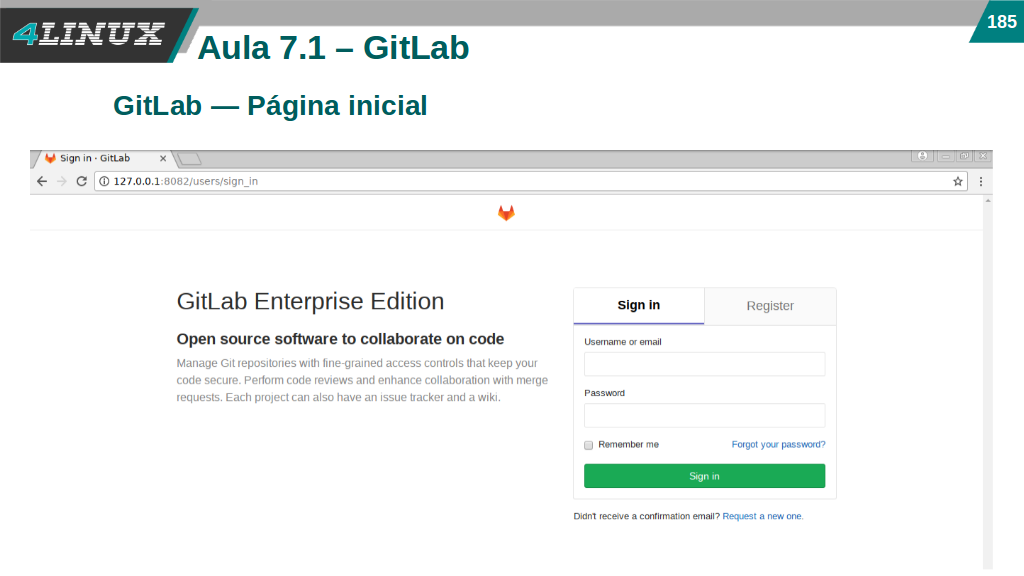 4LINUX
185
Aula 7.1 – GitLab
GitLab — Página inicial
Sign in · GitLab
127.0.0.1:8082/users/sign_in
GitLab Enterprise Edition
Open source software to collaborate on code
Manage Git repositories with fine-grained access controls that keep your
code secure. Perform code reviews and enhance collaboration with merge
requests. Each project can also have an issue tracker and a wiki.
Sign in
Register
Username or email
Password
Remember me
Forgot your password?
Sign in
Didn't receive a confirmation email? Request a new one.